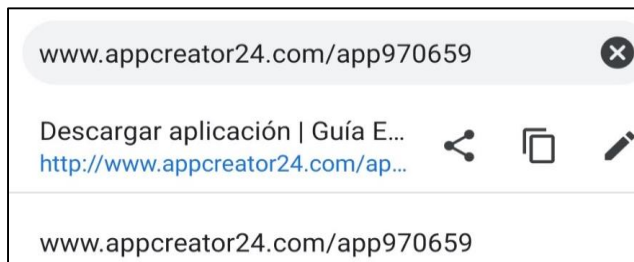 www.appcreator24.com/app970659
Descargar aplicación | Guía E...
http://www.appcreator24.com/ap...
www.appcreator24.com/app970659